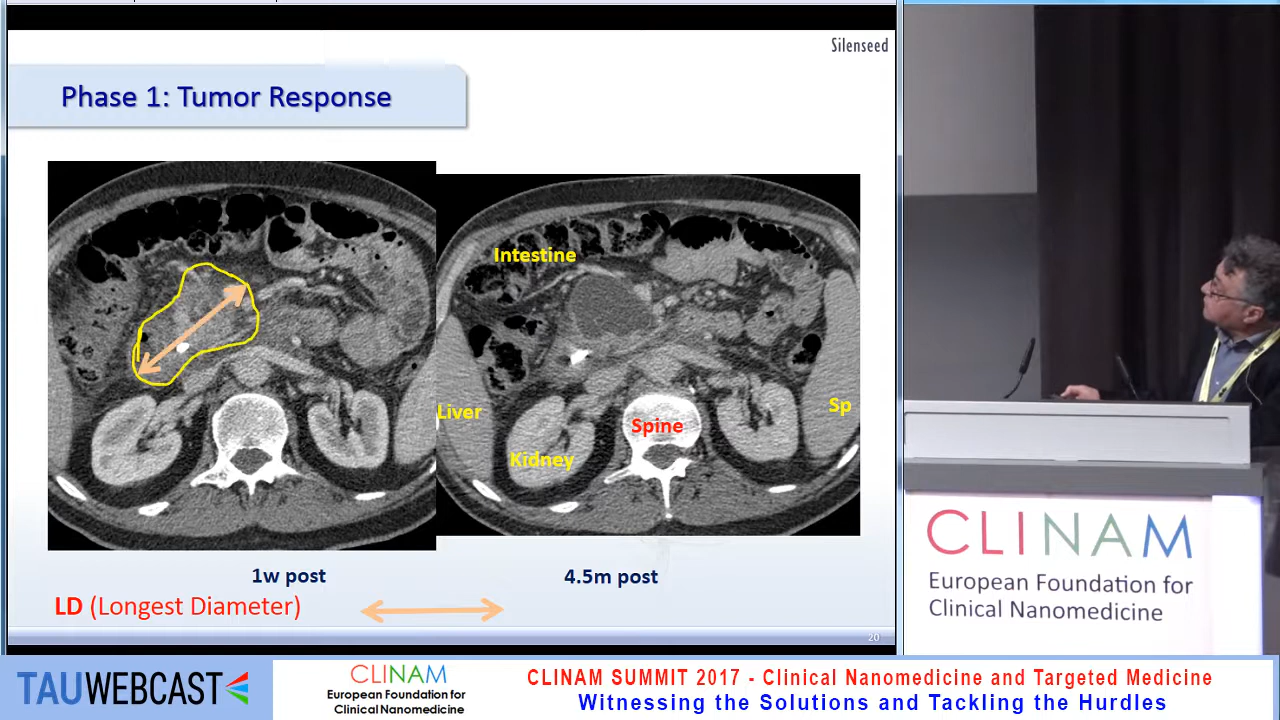 Silenseed
Phase 1: Tumor Response
Intestine
Liver
Sp
Spine
Kidney
1w post
4.5m post
LD (Longest Diameter)
20
CLINAM
European Foundation for
Clinical Nanomedicine
TAUWEBCAST
CLINAM
European Foundation for
Clinical Nanomedicine
CLINAM SUMMIT 2017 - Clinical Nanomedicine and Targeted Medicine
Witnessing the Solutions and Tackling the Hurdles